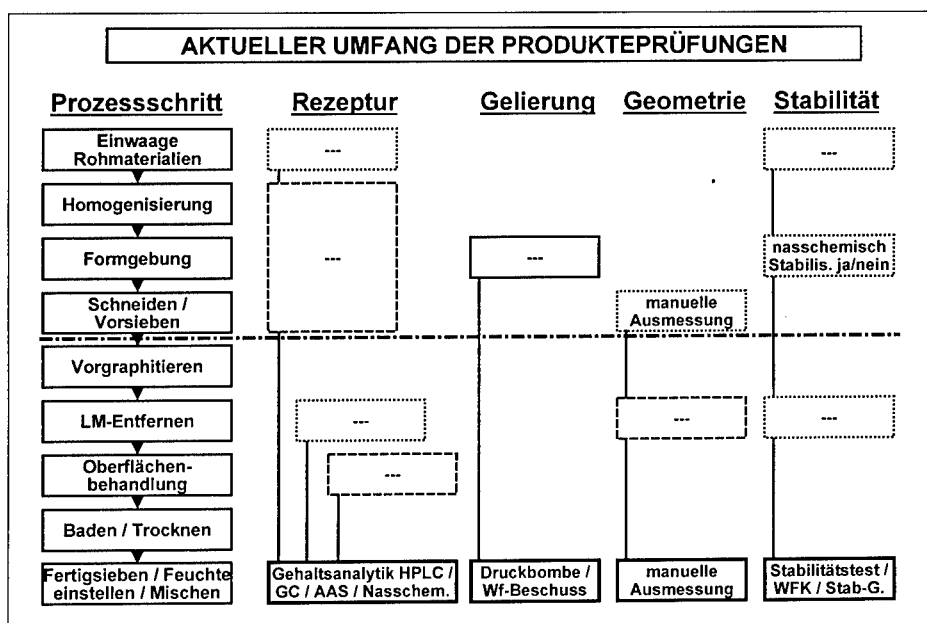 AKTUELLER UMFANG DER PRODUKTEPRÜFUNGEN
Prozessschritt
Rezeptur
Gelierung
Geometrie
Stabilität
Einwaage
Rohmaterialien
---
---
Homogenisierung
Formgebung
---
---
nasschemisch
Stabilis. ja/nein
Schneiden /
Vorsieben
manuelle
Ausmessung
Vorgraphitieren
LM-Entfernen
---
---
---
Oberflächen-
behandlung
---
Baden / Trocknen
Fertigsieben / Feuchte
einstellen / Mischen
Gehaltsanalytik HPLC /
GC / AAS / Nasschem.
Druckbombe /
Wf-Beschuss
manuelle
Ausmessung
Stabilitätstest /
WFK / Stab-G.